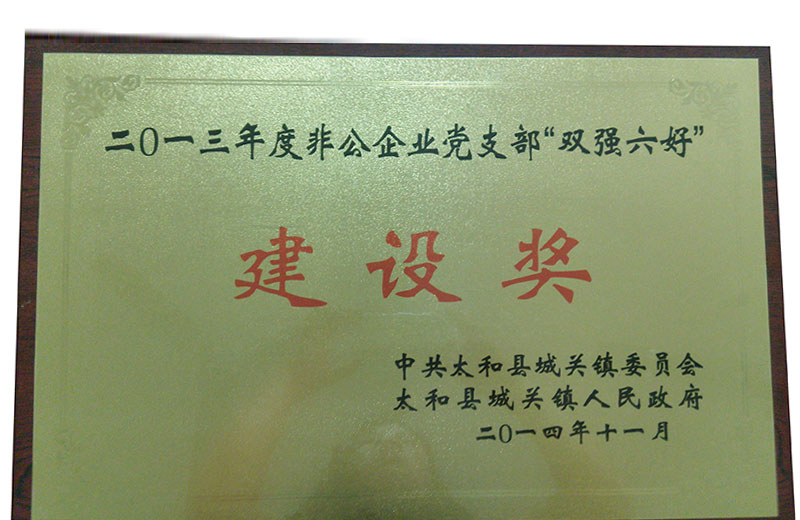 二0一三年度非公企业党支部“双强六好”
建设奖
中共太和县城关镇委员会
太和县城关镇人民政府
二0一四年十一月